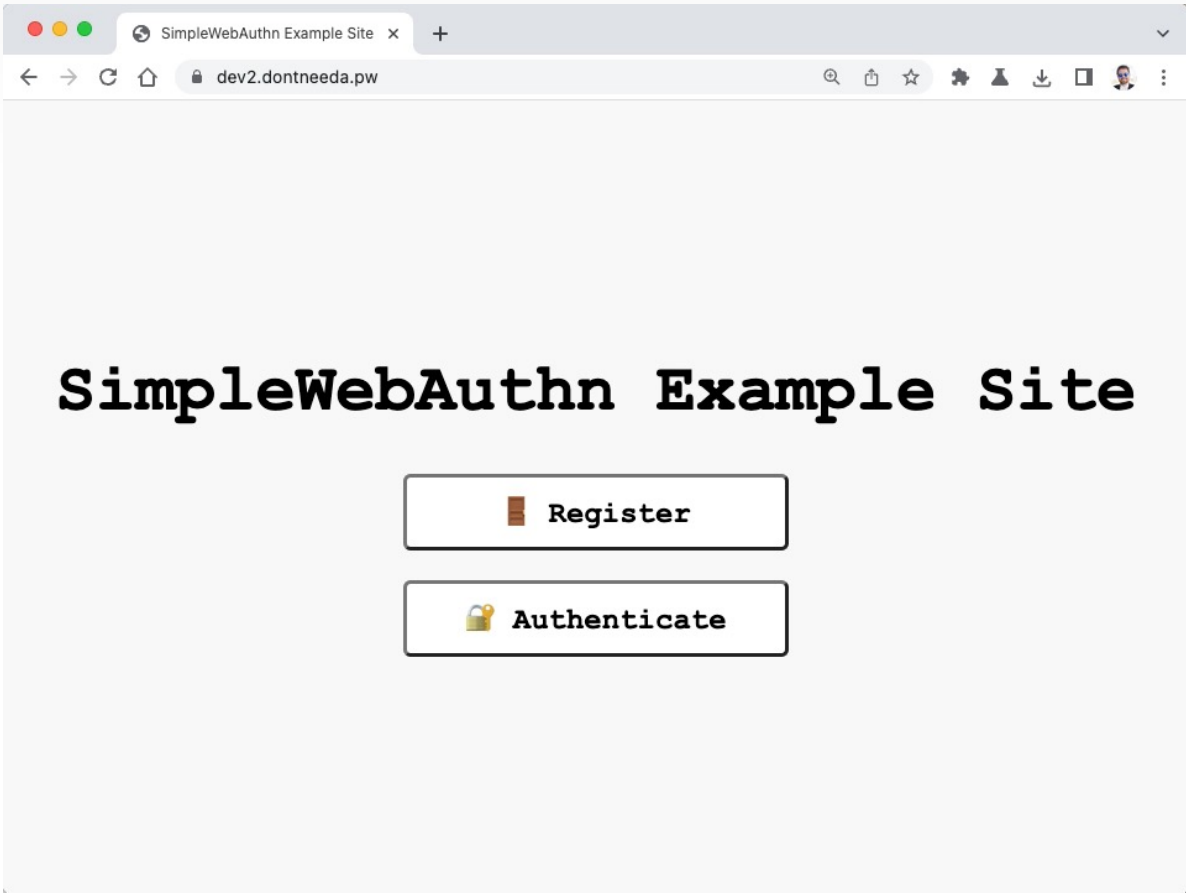 SimpleWebAuthn Example Site
dev2.dontneeda.pw
SimpleWebAuthn Example Site
Register
Authenticate